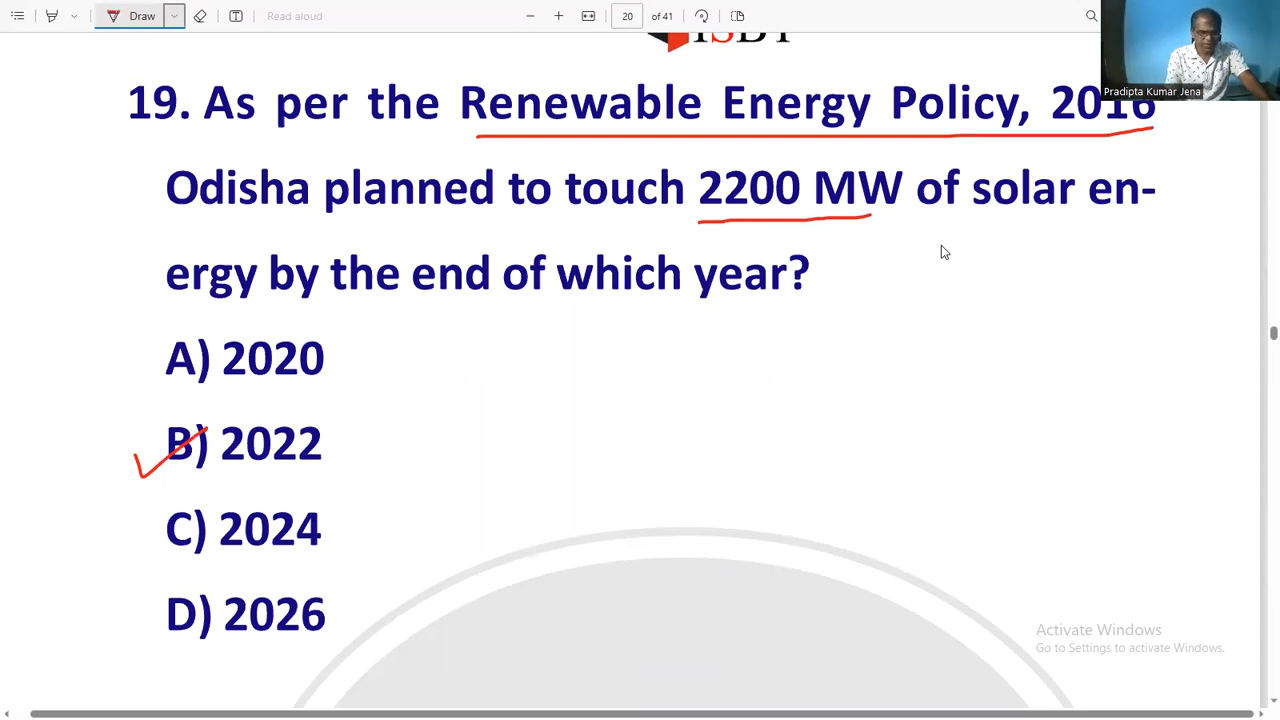 Draw
Read aloud
20 of 41
ISBT
19. As per the Renewable Energy Policy, 2016
Pradipta Kumar Jena
Odisha planned to touch 2200 MW of solar en-
ergy by the end of which year?
A) 2020
B) 2022
C) 2024
D) 2026
Activate Windows
Go to Settings to activate Windows.